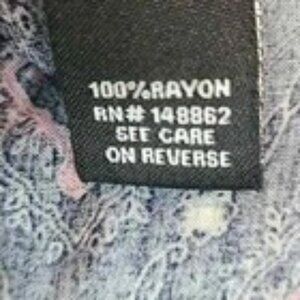 100%RAYON
RN# 148862
SEE CARE
ON REVERSE